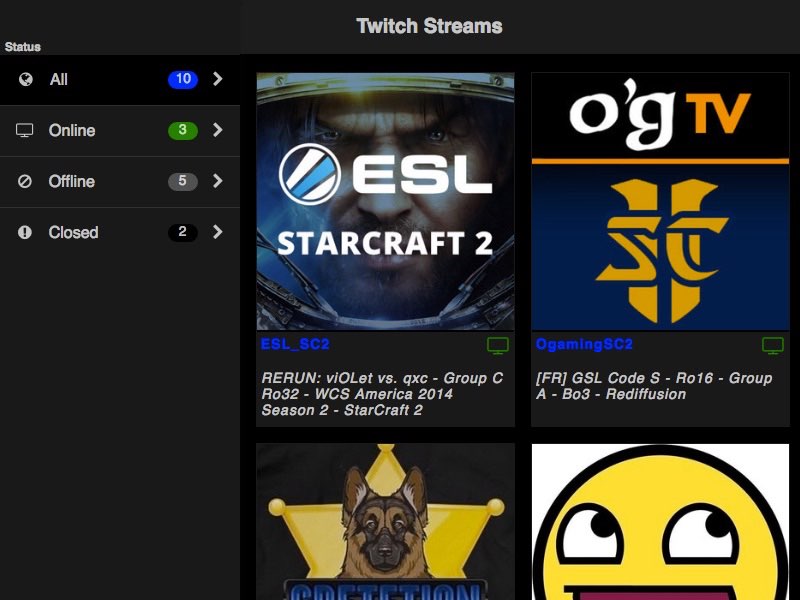 Twitch Streams
Status
All 10
Online 3
Offline 5
Closed 2
ESL
STARCRAFT 2
o'g TV
SC
ESL_SC2
RERUN: viOLet vs. qxc - Group C
Ro32 - WCS America 2014
Season 2 - StarCraft 2
OgamingSC2
[FR] GSL Code S - Ro16 - Group
A - Bo3 - Rediffusion